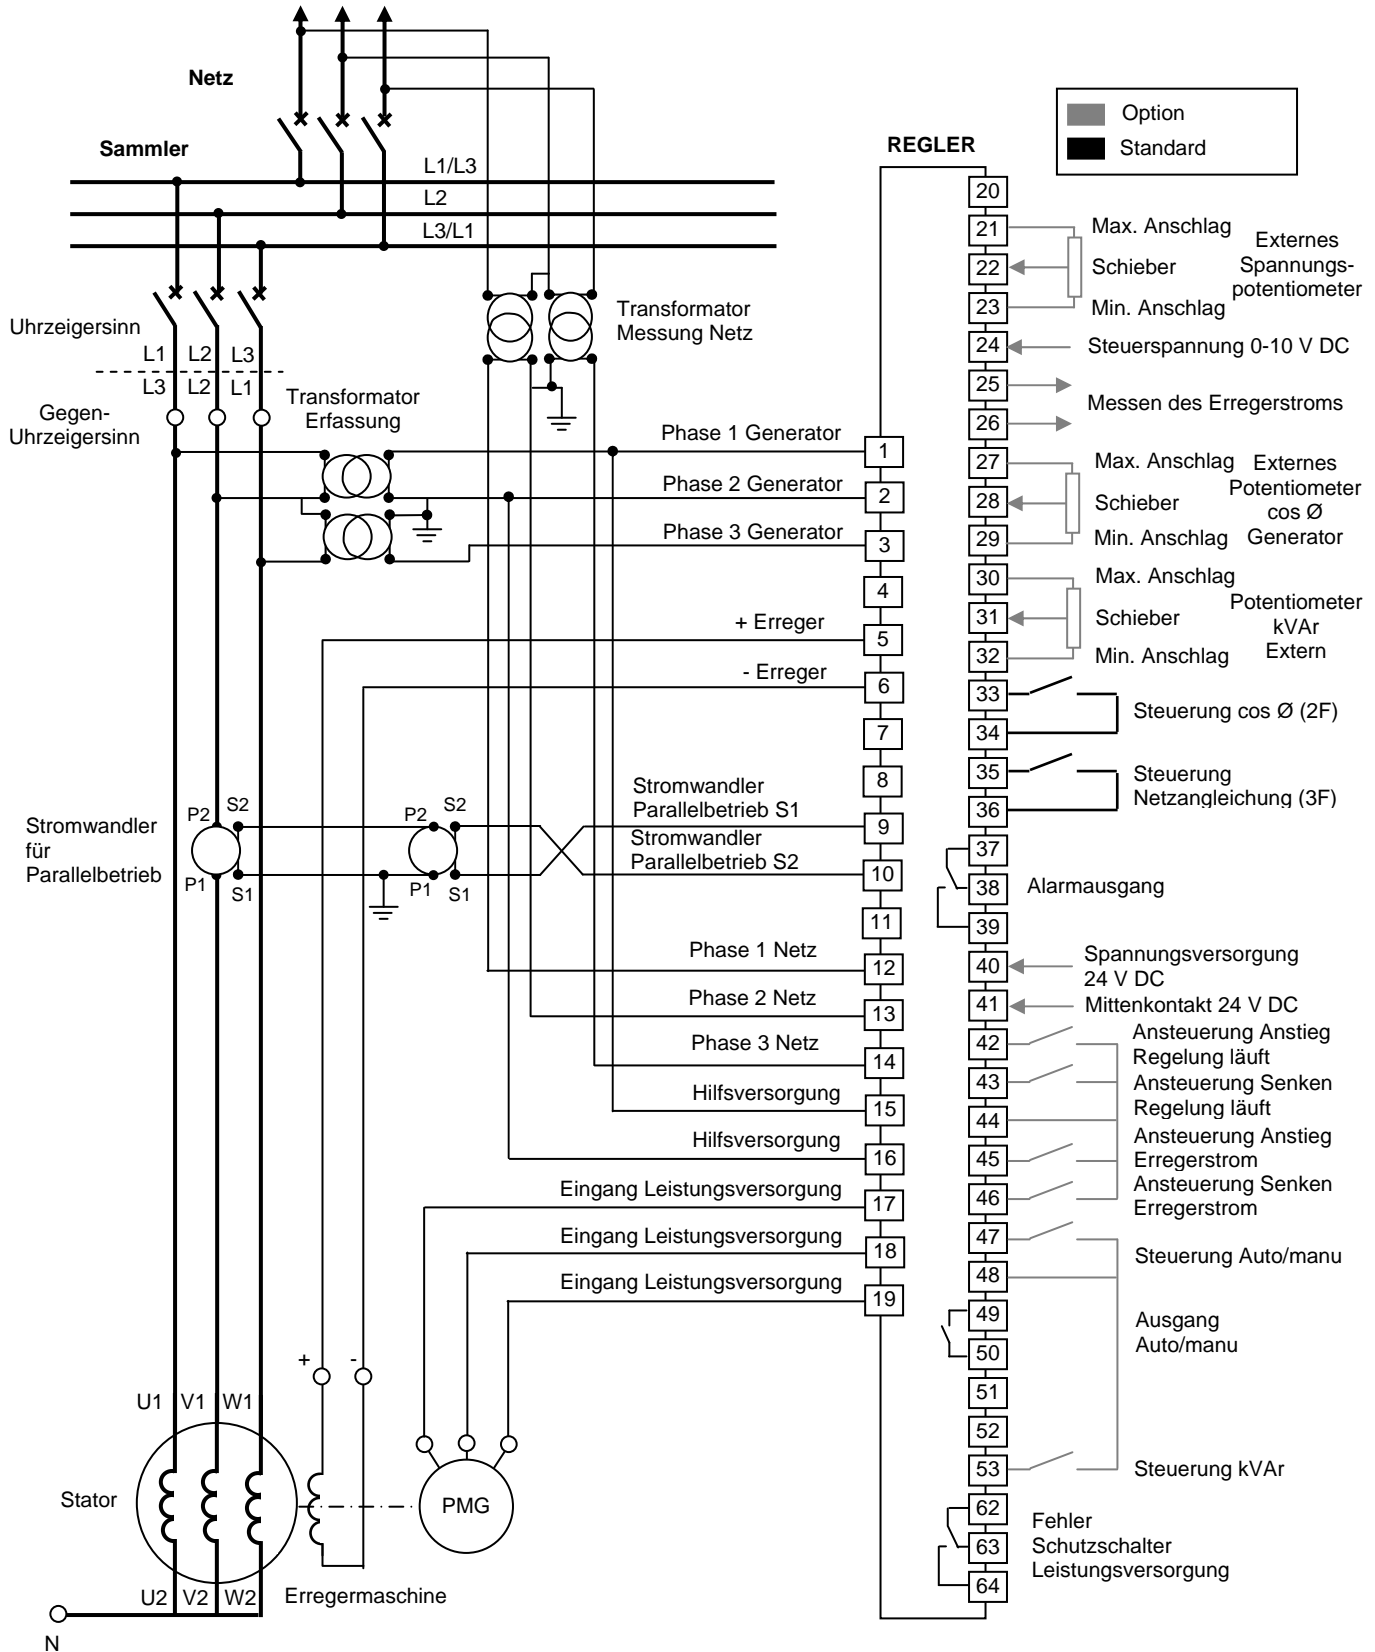 Netz
Sammler
L1/L3
L2
L3/L1
Uhrzeigersinn
L1
L2
L3
L3
L2
L1
Gegen-
Uhrzeigersinn
Transformator
Erfassung
Transformator
Messung Netz
Phase 1 Generator
Phase 2 Generator
Phase 3 Generator
+ Erreger
- Erreger
Stromwandler
Parallelbetrieb S1
Stromwandler
Parallelbetrieb S2
Stromwandler
für
Parallelbetrieb
P2
S2
P1
S1
P2
S2
P1
S1
Phase 1 Netz
Phase 2 Netz
Phase 3 Netz
Hilfsversorgung
Hilfsversorgung
Eingang Leistungsversorgung
Eingang Leistungsversorgung
Eingang Leistungsversorgung
+
-
U1
V1
W1
Stator
PMG
U2
V2
W2
Erregermaschine
N
REGLER
1
2
3
4
5
6
7
8
9
10
11
12
13
14
15
16
17
18
19
Option
Standard
20
21
22
23
24
25
26
27
28
29
30
31
32
33
34
35
36
37
38
39
40
41
42
43
44
45
46
47
48
49
50
51
52
53
62
63
64
Max. Anschlag
Schieber
Min. Anschlag
Externes
Spannungs-
potentiometer
Steuerspannung 0-10 V DC
Messen des Erregerstroms
Max. Anschlag
Schieber
Min. Anschlag
Externes
Potentiometer
cos Ø
Generator
Max. Anschlag
Schieber
Min. Anschlag
Potentiometer
kVAr
Extern
Steuerung cos Ø (2F)
Steuerung
Netzangleichung (3F)
Alarmausgang
Spannungsversorgung
24 V DC
Mittenkontakt 24 V DC
Ansteuerung Anstieg
Regelung läuft
Ansteuerung Senken
Regelung läuft
Ansteuerung Anstieg
Erregerstrom
Ansteuerung Senken
Erregerstrom
Steuerung Auto/manu
Ausgang
Auto/manu
Steuerung kVAr
Fehler
Schutzschalter
Leistungsversorgung